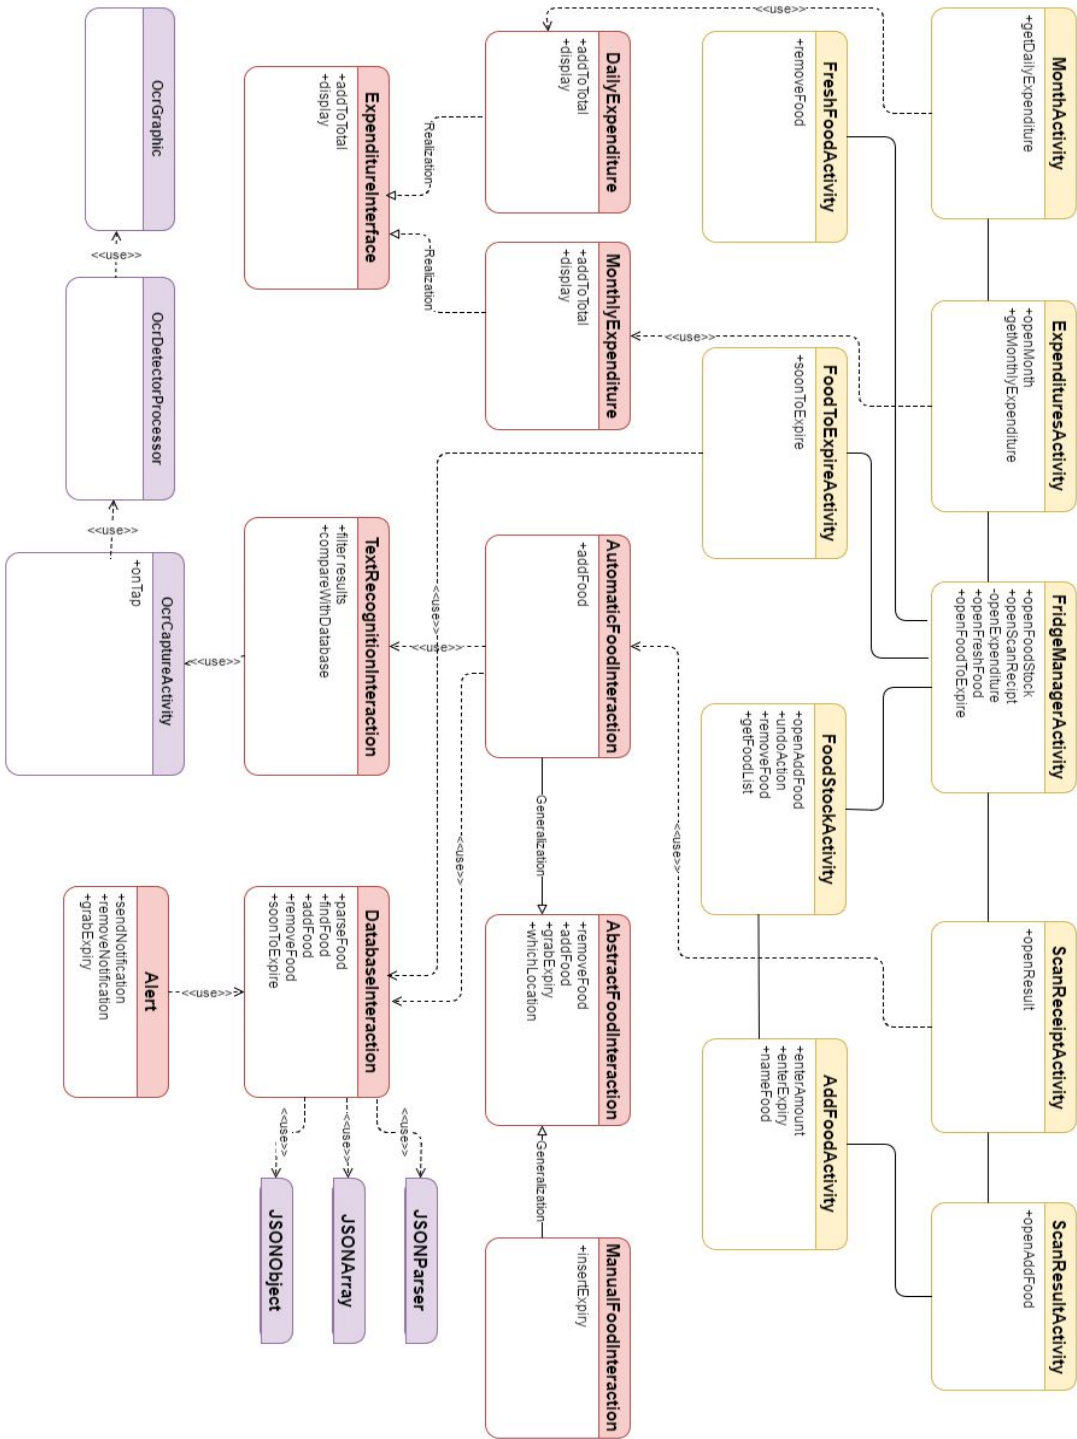 MonthActivity
+getDailyExpenditure
ExpendituresActivity
+openMonth
+getMonthlyExpenditure
FridgeManagerActivity
+openFoodStock
+openScanRecipt
-openExpenditure
+openFreshFood
+openFoodToExpire
ScanReceiptActivity
+openResult
ScanResultActivity
+openAddFood
<<use>>
FreshFoodActivity
+removeFood
<<use>>
FoodToExpireActivity
+soonToExpire
FoodStockActivity
+openAddFood
+undoAction
+removeFood
+getFoodList
<<use>>
AddFoodActivity
+enterAmount
+enterExpiry
+nameFood
DailyExpenditure
+addToTotal
+display
MonthlyExpenditure
+addToTotal
+display
AutomaticFoodInteraction
+addFood
Generalization
AbstractFoodInteraction
+removeFood
+addFood
+grabExpiry
+whichLocation
Generalization
ManualFoodInteraction
+insertExpiry
Realization
Realization
<<use>>
<<use>>
<<use>>
ExpenditureInterface
+addToTotal
+display
TextRecognitionInteraction
+filter results
+compareWithDatabase
DatabaseInteraction
+parseFood
+findFood
+addFood
+removeFood
+soonToExpire
<<use>>
<<use>>
<<use>>
JSONParser
JSONArray
JSONObject
<<use>>
<<use>>
OcrGraphic
<<use>>
OcrDetectorProcessor
<<use>>
OcrCaptureActivity
+onTap
Alert
+sendNotification
+removeNotification
+grabExpiry